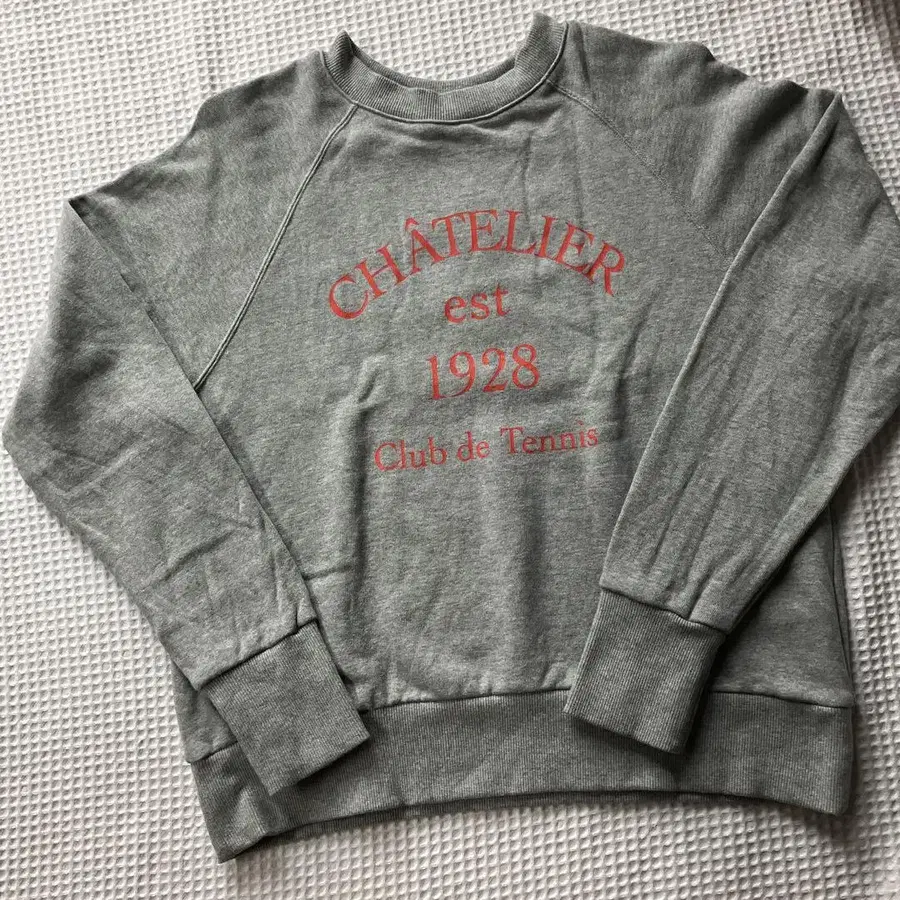 CHÂTELIER
est
1928
Club de Tennis